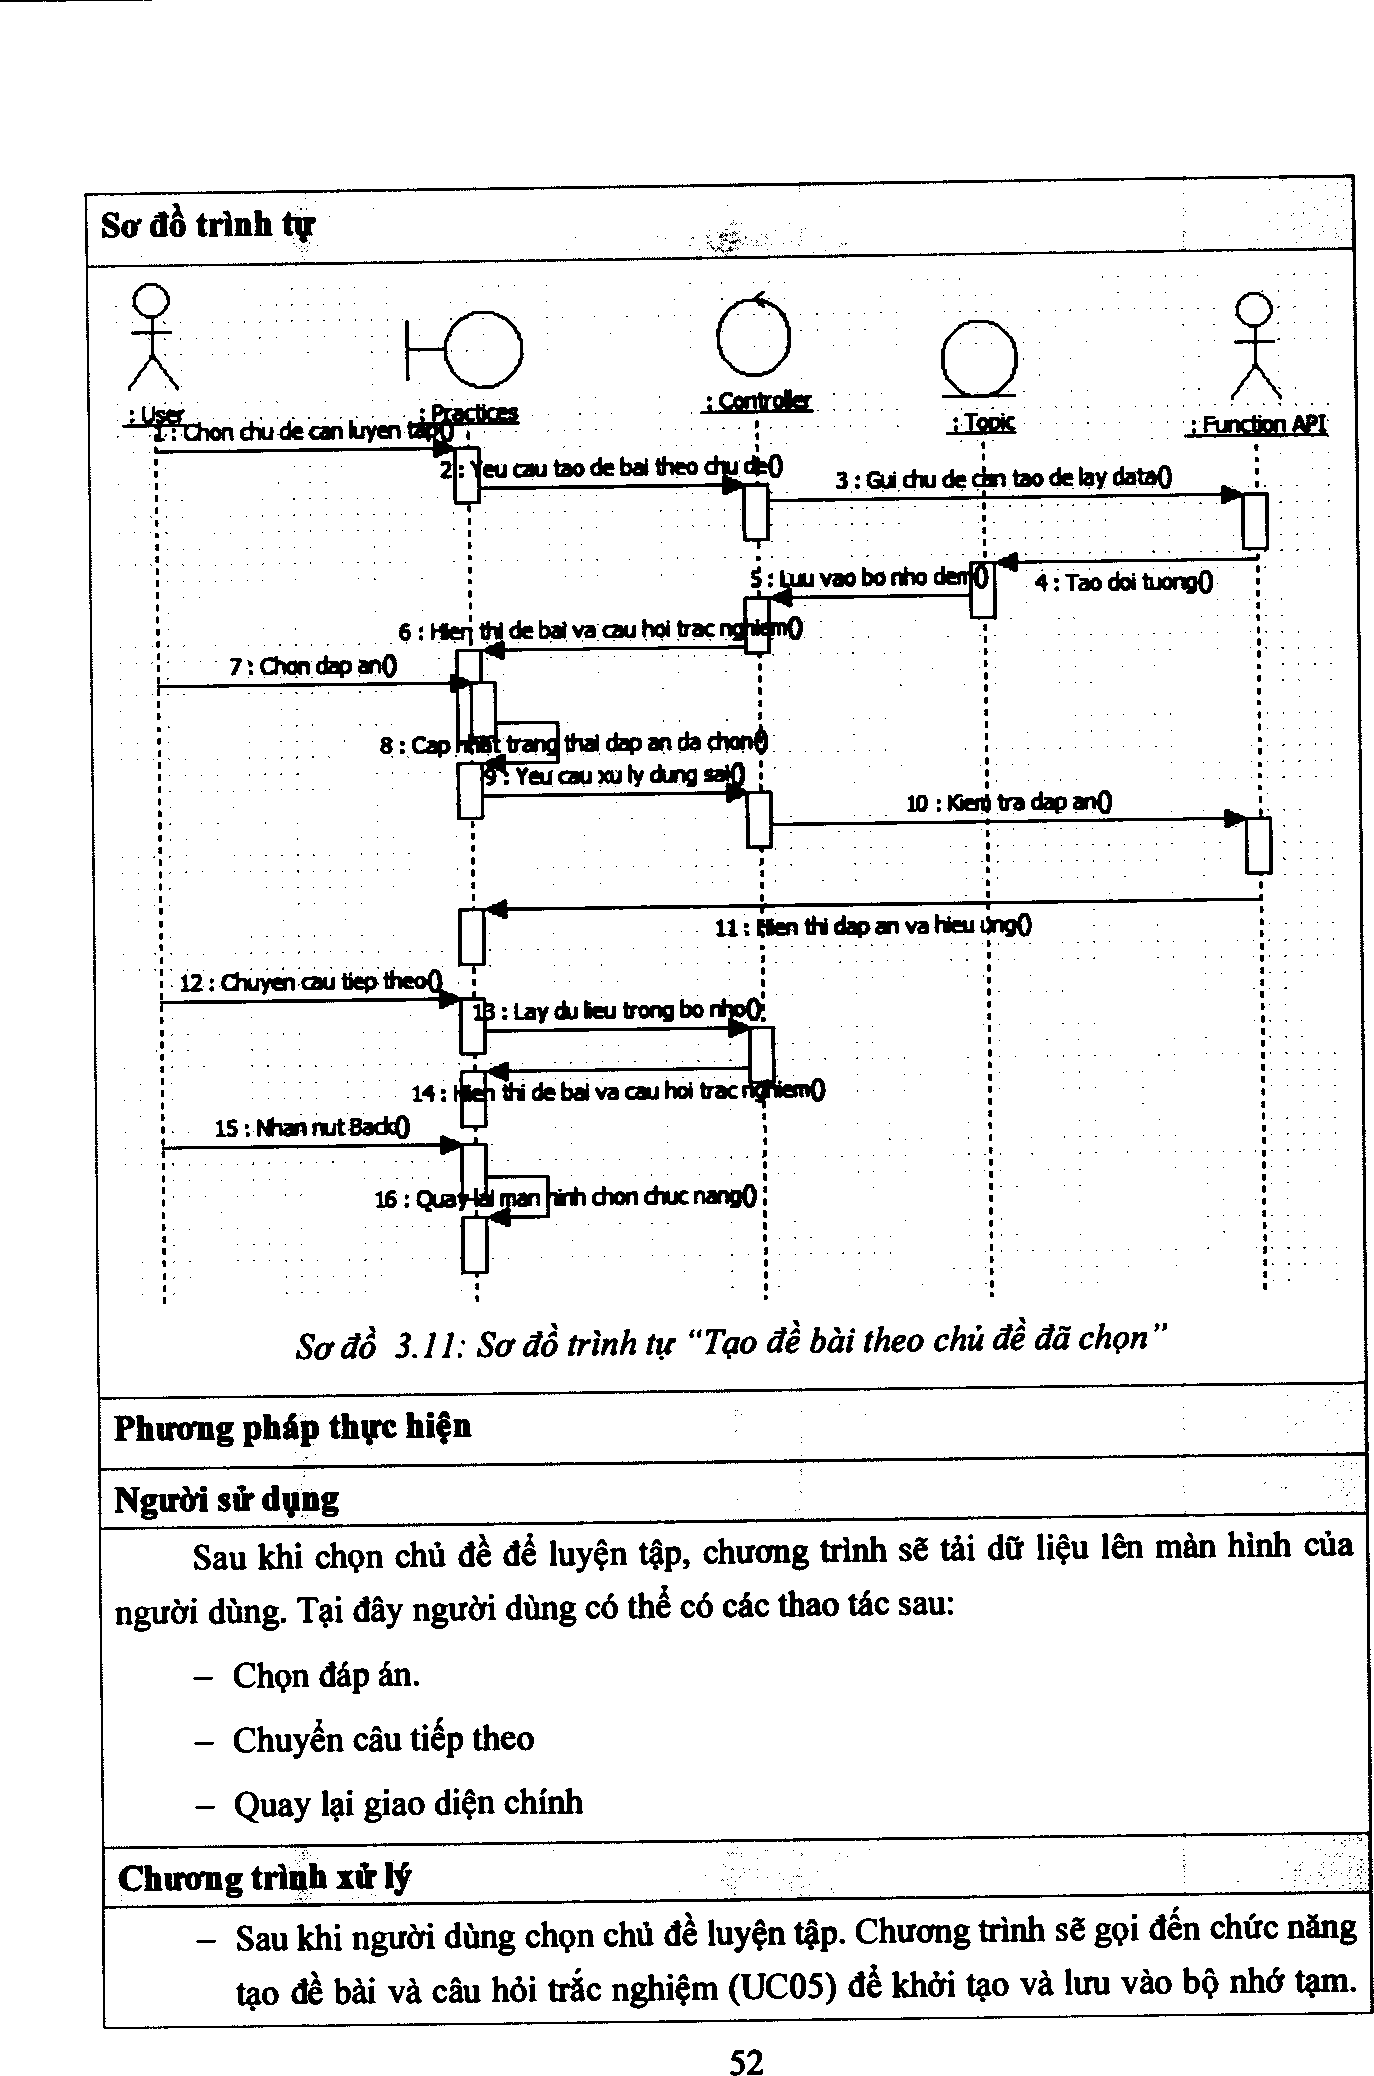 Sơ đồ trình tự
: User
: Practices
: Controller
: Topic
: Function API
1 : Chon chu de can luyen tap()
2 : Yeu cau tao de bai theo chu de()
3 : Gui chu de can tao de lay data()
4 : Tao doi tuong()
5 : Luu vao bo nho dem()
6 : Hien thi de bai va cau hoi trac nghiem()
7 : Chon dap an()
8 : Cap nhat trang thai dap an da chon()
9 : Yeu cau xu ly dung sai()
10 : Kiem tra dap an()
11 : Hien thi dap an va hieu ung()
12 : Chuyen cau tiep theo()
13 : Lay du lieu trong bo nho()
14 : Hien thi de bai va cau hoi trac nghiem()
15 : Nhan nut Back()
16 : Quay lai man hinh chon chuc nang()
Sơ đồ 3.11: Sơ đồ trình tự “Tạo đề bài theo chủ đề đã chọn”
Phương pháp thực hiện
Người sử dụng
Sau khi chọn chủ đề để luyện tập, chương trình sẽ tải dữ liệu lên màn hình của
người dùng. Tại đây người dùng có thể có các thao tác sau:
– Chọn đáp án.
– Chuyển câu tiếp theo
– Quay lại giao diện chính
Chương trình xử lý
– Sau khi người dùng chọn chủ đề luyện tập. Chương trình sẽ gọi đến chức năng
tạo đề bài và câu hỏi trắc nghiệm (UC05) để khởi tạo và lưu vào bộ nhớ tạm.
52